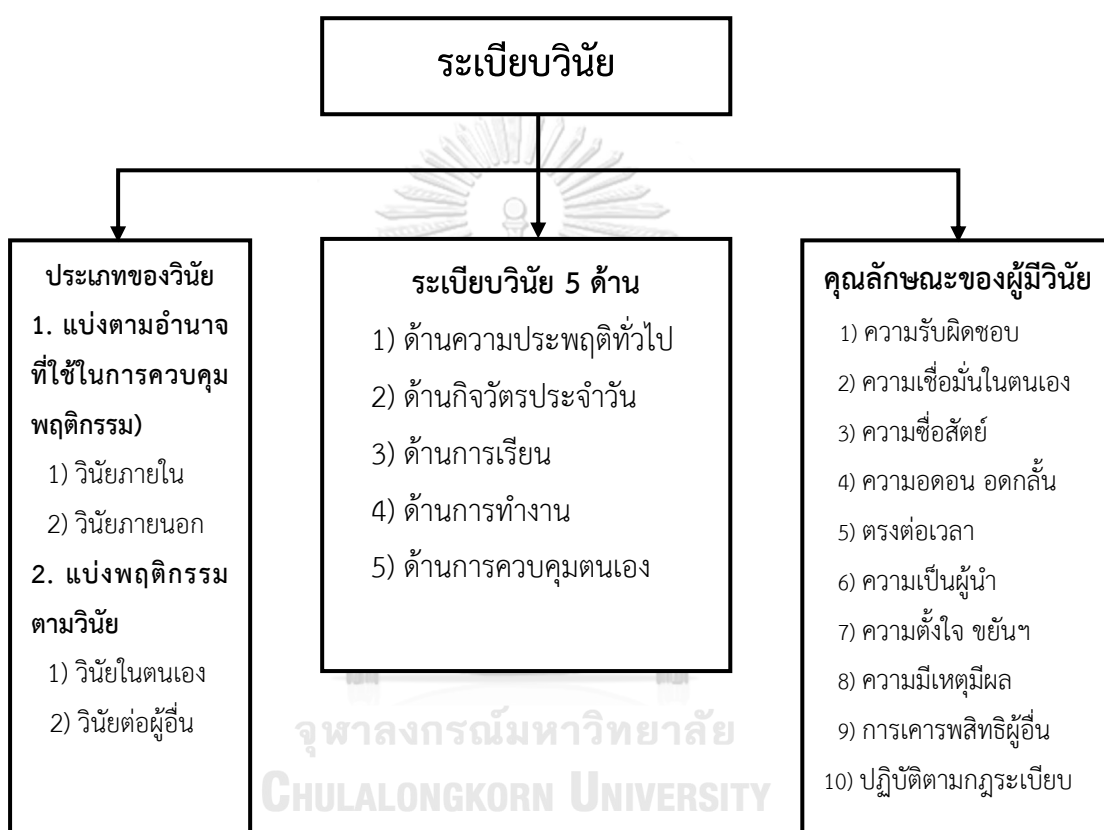 ระเบียบวินัย
ประเภทของวินัย
1. แบ่งตามอำนาจ
ที่ใช้ในการควบคุม
พฤติกรรม)
1) วินัยภายใน
2) วินัยภายนอก
2. แบ่งพฤติกรรม
ตามวินัย
1) วินัยในตนเอง
2) วินัยต่อผู้อื่น
ระเบียบวินัย 5 ด้าน
1) ด้านความประพฤติทั่วไป
2) ด้านกิจวัตรประจำวัน
3) ด้านการเรียน
4) ด้านการทำงาน
5) ด้านการควบคุมตนเอง
คุณลักษณะของผู้มีวินัย
1) ความรับผิดชอบ
2) ความเชื่อมั่นในตนเอง
3) ความซื่อสัตย์
4) ความอดอน อดกลั้น
5) ตรงต่อเวลา
6) ความเป็นผู้นำ
7) ความตั้งใจ ขยันฯ
8) ความมีเหตุมีผล
9) การเคารพสิทธิผู้อื่น
10) ปฏิบัติตามกฎระเบียบ
จุฬาลงกรณ์มหาวิทยาลัย
CHULALONGKORN UNIVERSITY